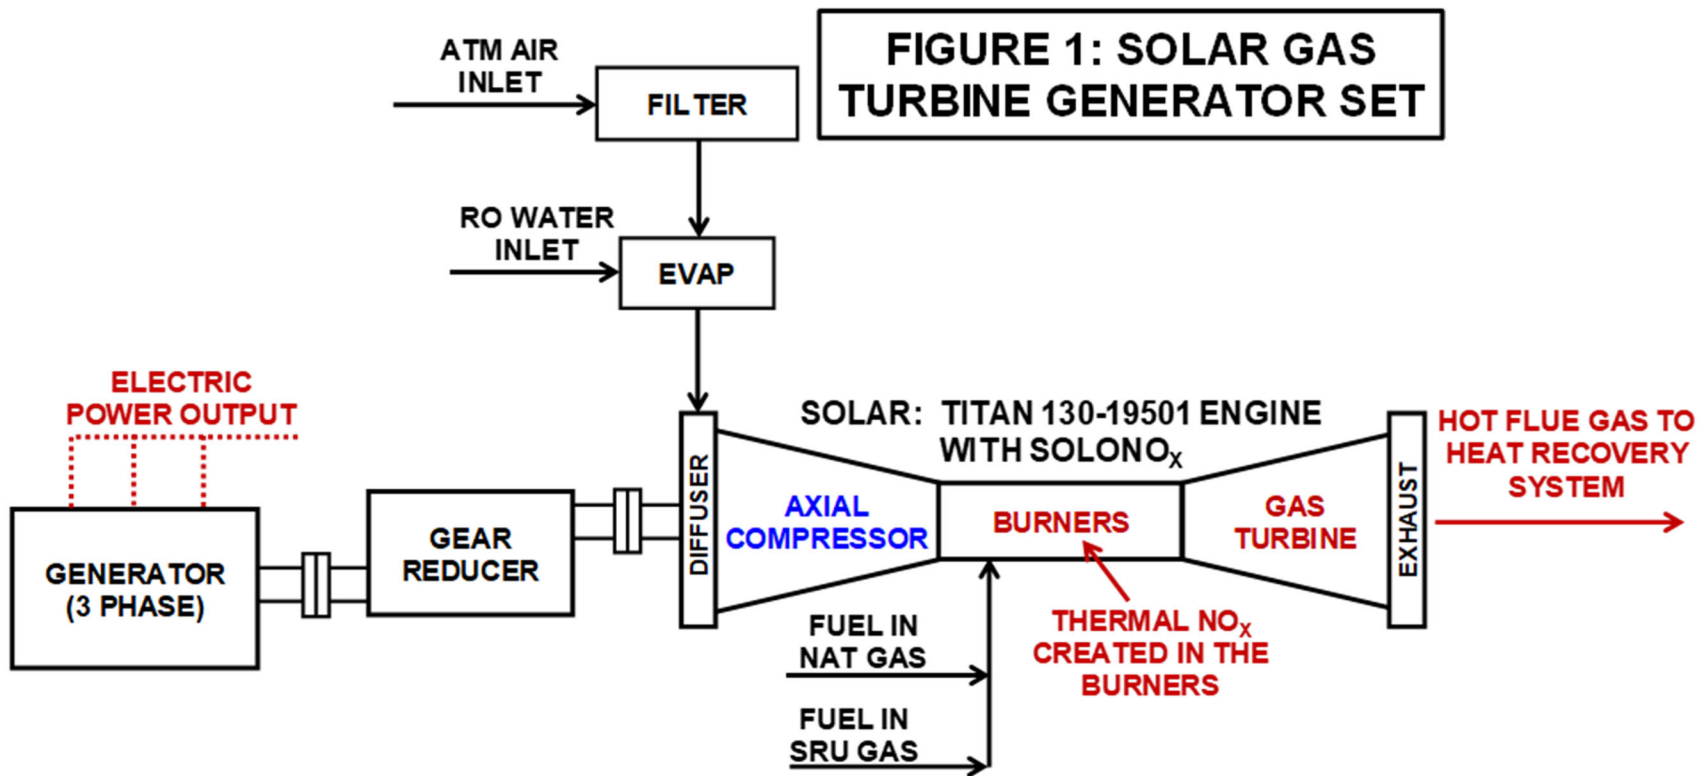 FIGURE 1: SOLAR GAS
TURBINE GENERATOR SET
ATM AIR
INLET
FILTER
RO WATER
INLET
EVAP
ELECTRIC
POWER OUTPUT
SOLAR: TITAN 130-19501 ENGINE
WITH SOLONOX
HOT FLUE GAS TO
HEAT RECOVERY
SYSTEM
GENERATOR
(3 PHASE)
GEAR
REDUCER
DIFFUSER
AXIAL
COMPRESSOR
BURNERS
GAS
TURBINE
EXHAUST
FUEL IN
NAT GAS
THERMAL NOX
CREATED IN THE
BURNERS
FUEL IN
SRU GAS